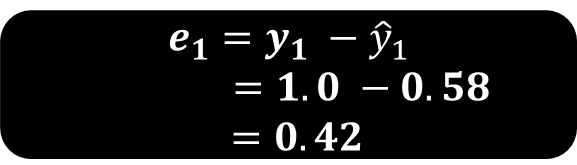 e₁ = y₁ − ŷ₁
= 1.0 − 0.58
= 0.42